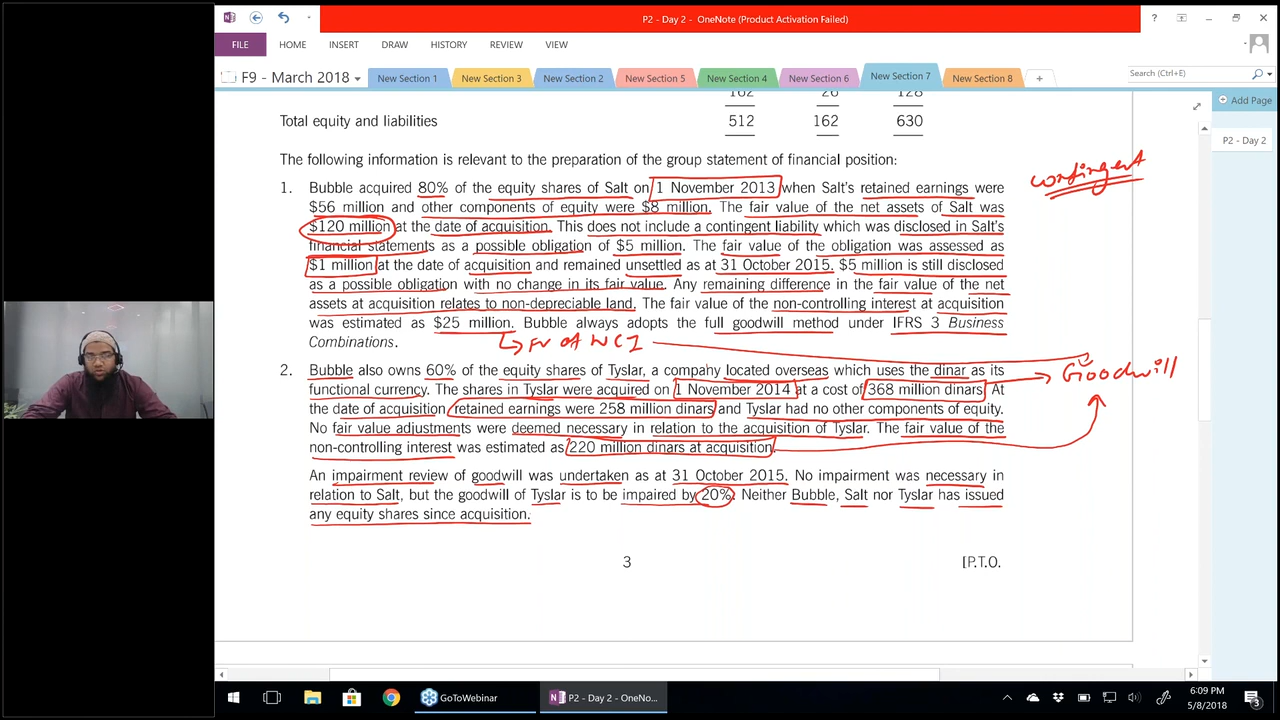 P2 - Day 2 - OneNote (Product Activation Failed)
FILE HOME INSERT DRAW HISTORY REVIEW VIEW
F9 - March 2018 New Section 1 New Section 3 New Section 2 New Section 5 New Section 4 New Section 6 New Section 7 New Section 8 Search (Ctrl+E)
Add Page
P2 - Day 2
162 26 128
Total equity and liabilities 512 162 630
The following information is relevant to the preparation of the group statement of financial position:
contingent
1. Bubble acquired 80% of the equity shares of Salt on 1 November 2013 when Salt's retained earnings were
$56 million and other components of equity were $8 million. The fair value of the net assets of Salt was
$120 million at the date of acquisition. This does not include a contingent liability which was disclosed in Salt's
financial statements as a possible obligation of $5 million. The fair value of the obligation was assessed as
$1 million at the date of acquisition and remained unsettled as at 31 October 2015. $5 million is still disclosed
as a possible obligation with no change in its fair value. Any remaining difference in the fair value of the net
assets at acquisition relates to non-depreciable land. The fair value of the non-controlling interest at acquisition
was estimated as $25 million. Bubble always adopts the full goodwill method under IFRS 3 Business
Combinations.
FV of NCI
2. Bubble also owns 60% of the equity shares of Tyslar, a company located overseas which uses the dinar as its
functional currency. The shares in Tyslar were acquired on 1 November 2014 at a cost of 368 million dinars. At
Goodwill
the date of acquisition retained earnings were 258 million dinars and Tyslar had no other components of equity.
No fair value adjustments were deemed necessary in relation to the acquisition of Tyslar. The fair value of the
non-controlling interest was estimated as 220 million dinars at acquisition.
An impairment review of goodwill was undertaken as at 31 October 2015. No impairment was necessary in
relation to Salt, but the goodwill of Tyslar is to be impaired by 20%. Neither Bubble, Salt nor Tyslar has issued
any equity shares since acquisition.
3 [P.T.O.
GoToWebinar P2 - Day 2 - OneNo... 6:09 PM
5/8/2018 3